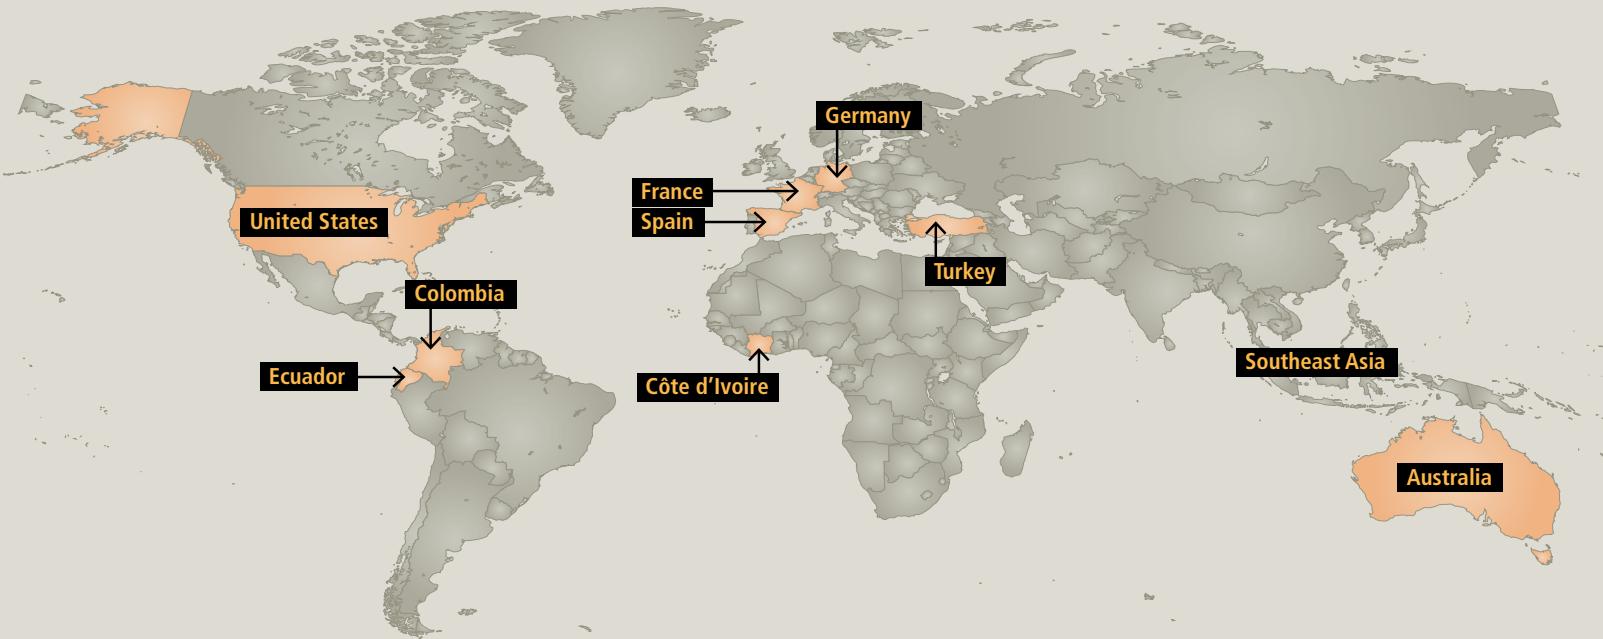 Germany
France
Spain
United States
Turkey
Colombia
Southeast Asia
Ecuador
Côte d’Ivoire
Australia